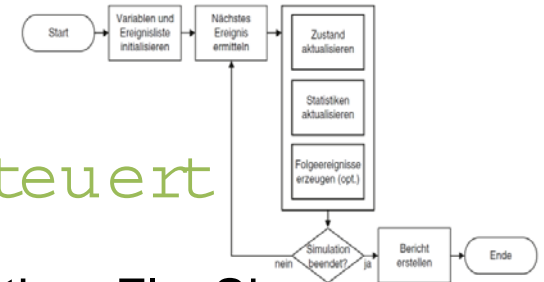 Start
Variablen und
Ereignisliste
initialisieren
Nächstes
Ereignis
ermitteln
Zustand
aktualisieren
Statistiken
aktualisieren
Folgeereignisse
erzeugen (opt.)
teuert
Simulation
beendet?
nein
ja
Bericht
erstellen
Ende